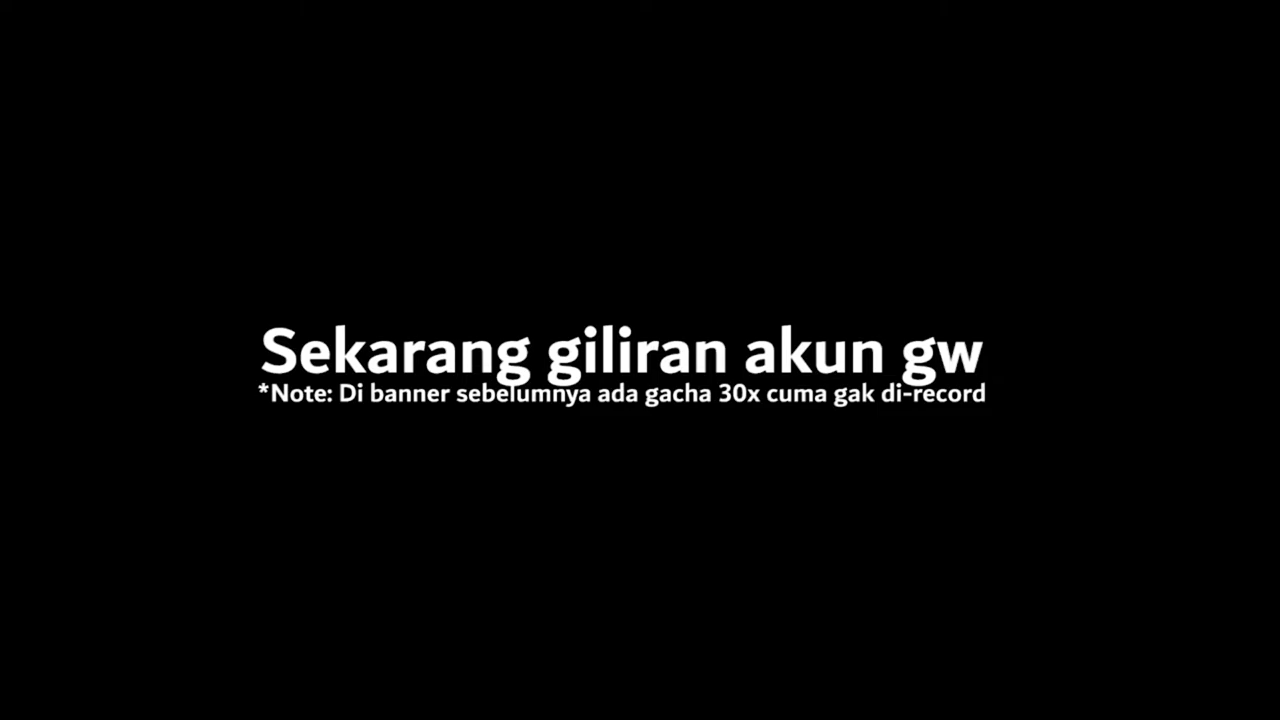 Sekarang giliran akun gw
*Note: Di banner sebelumnya ada gacha 30x cuma gak di-record